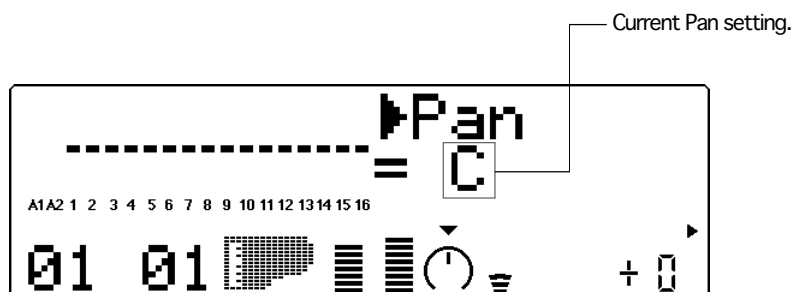 Current Pan setting.
▶Pan
= C
A1 A2 1 2 3 4 5 6 7 8 9 10 11 12 13 14 15 16
01 01 ÷ 0